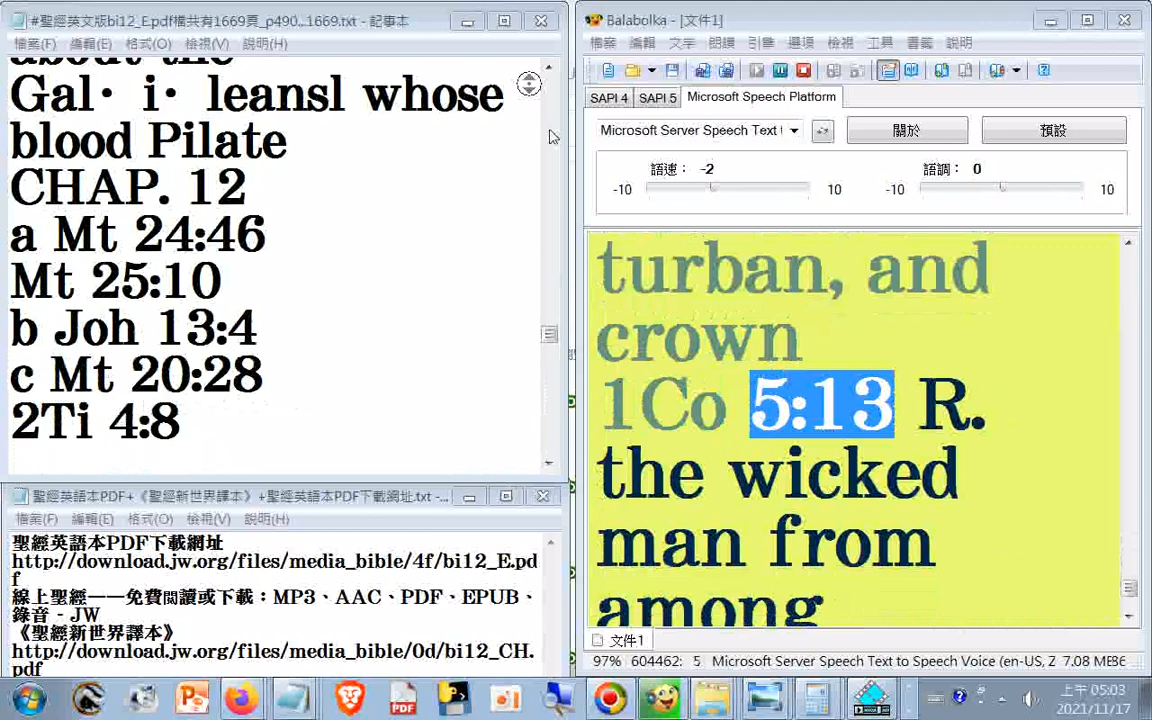 #聖經英文版bi12_E.pdf檔共有1669頁_p490...1669.txt - 記事本
檔案(F) 編輯(E) 格式(O) 檢視(V) 說明(H)
about the
Gal· i· leansl whose
blood Pilate
CHAP. 12
a Mt 24:46
Mt 25:10
b Joh 13:4
c Mt 20:28
2Ti 4:8
聖經英語本PDF+《聖經新世界譯本》+聖經英語本PDF下載網址.txt -...
檔案(F) 編輯(E) 格式(O) 檢視(V) 說明(H)
聖經英語本PDF下載網址
http://download.jw.org/files/media_bible/4f/bi12_E.pd
f
線上聖經——免費閱讀或下載：MP3、AAC、PDF、EPUB、
錄音 - JW
《聖經新世界譯本》
http://download.jw.org/files/media_bible/0d/bi12_CH.
pdf
Balabolka - [文件1]
檔案 編輯 文字 朗讀 引擎 選項 檢視 工具 書籤 說明
SAPI 4 SAPI 5 Microsoft Speech Platform
Microsoft Server Speech Text 關於 預設
語速： -2 語調： 0
-10 10 -10 10
turban, and
crown
1Co 5:13 R.
the wicked
man from
among
文件1
97% 604462: 5 Microsoft Server Speech Text to Speech Voice (en-US, Z 7.08 MB
上午 05:03
2021/11/17